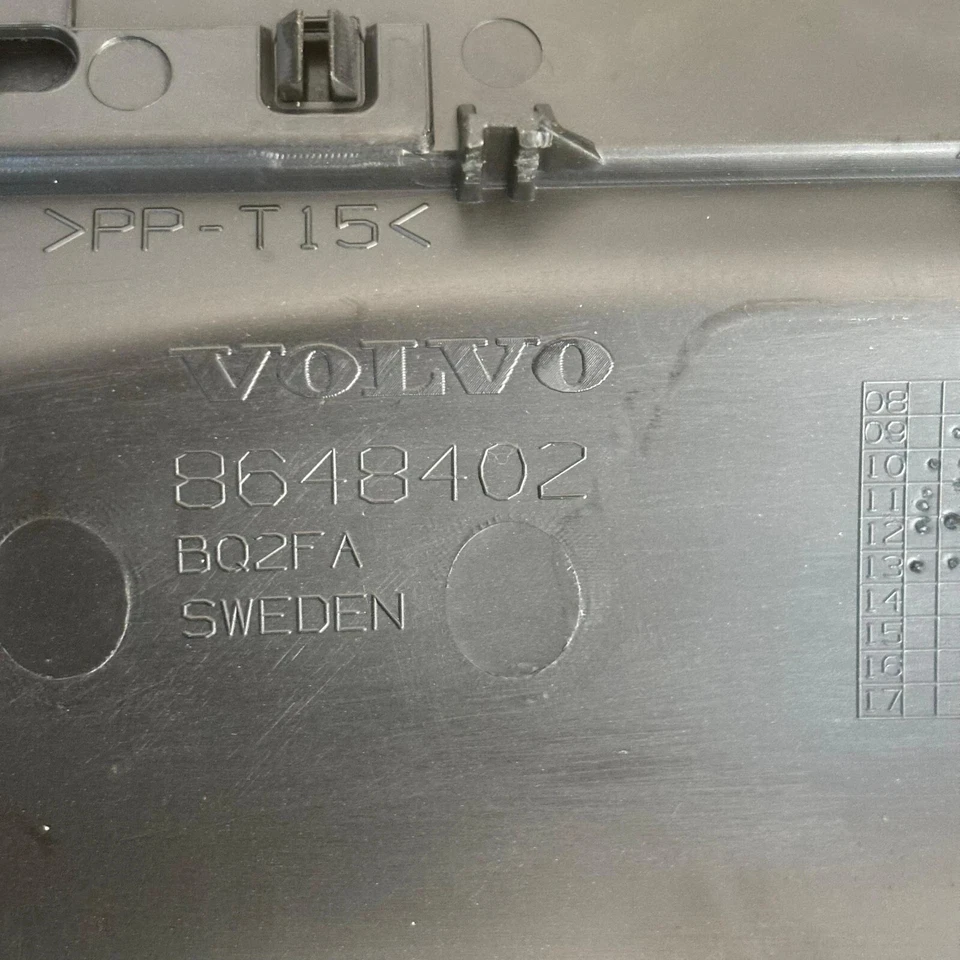 >PP-T15<
VOLVO
8648402
BQ2FA
SWEDEN
08
09
10
11
12
13
14
15
16
17